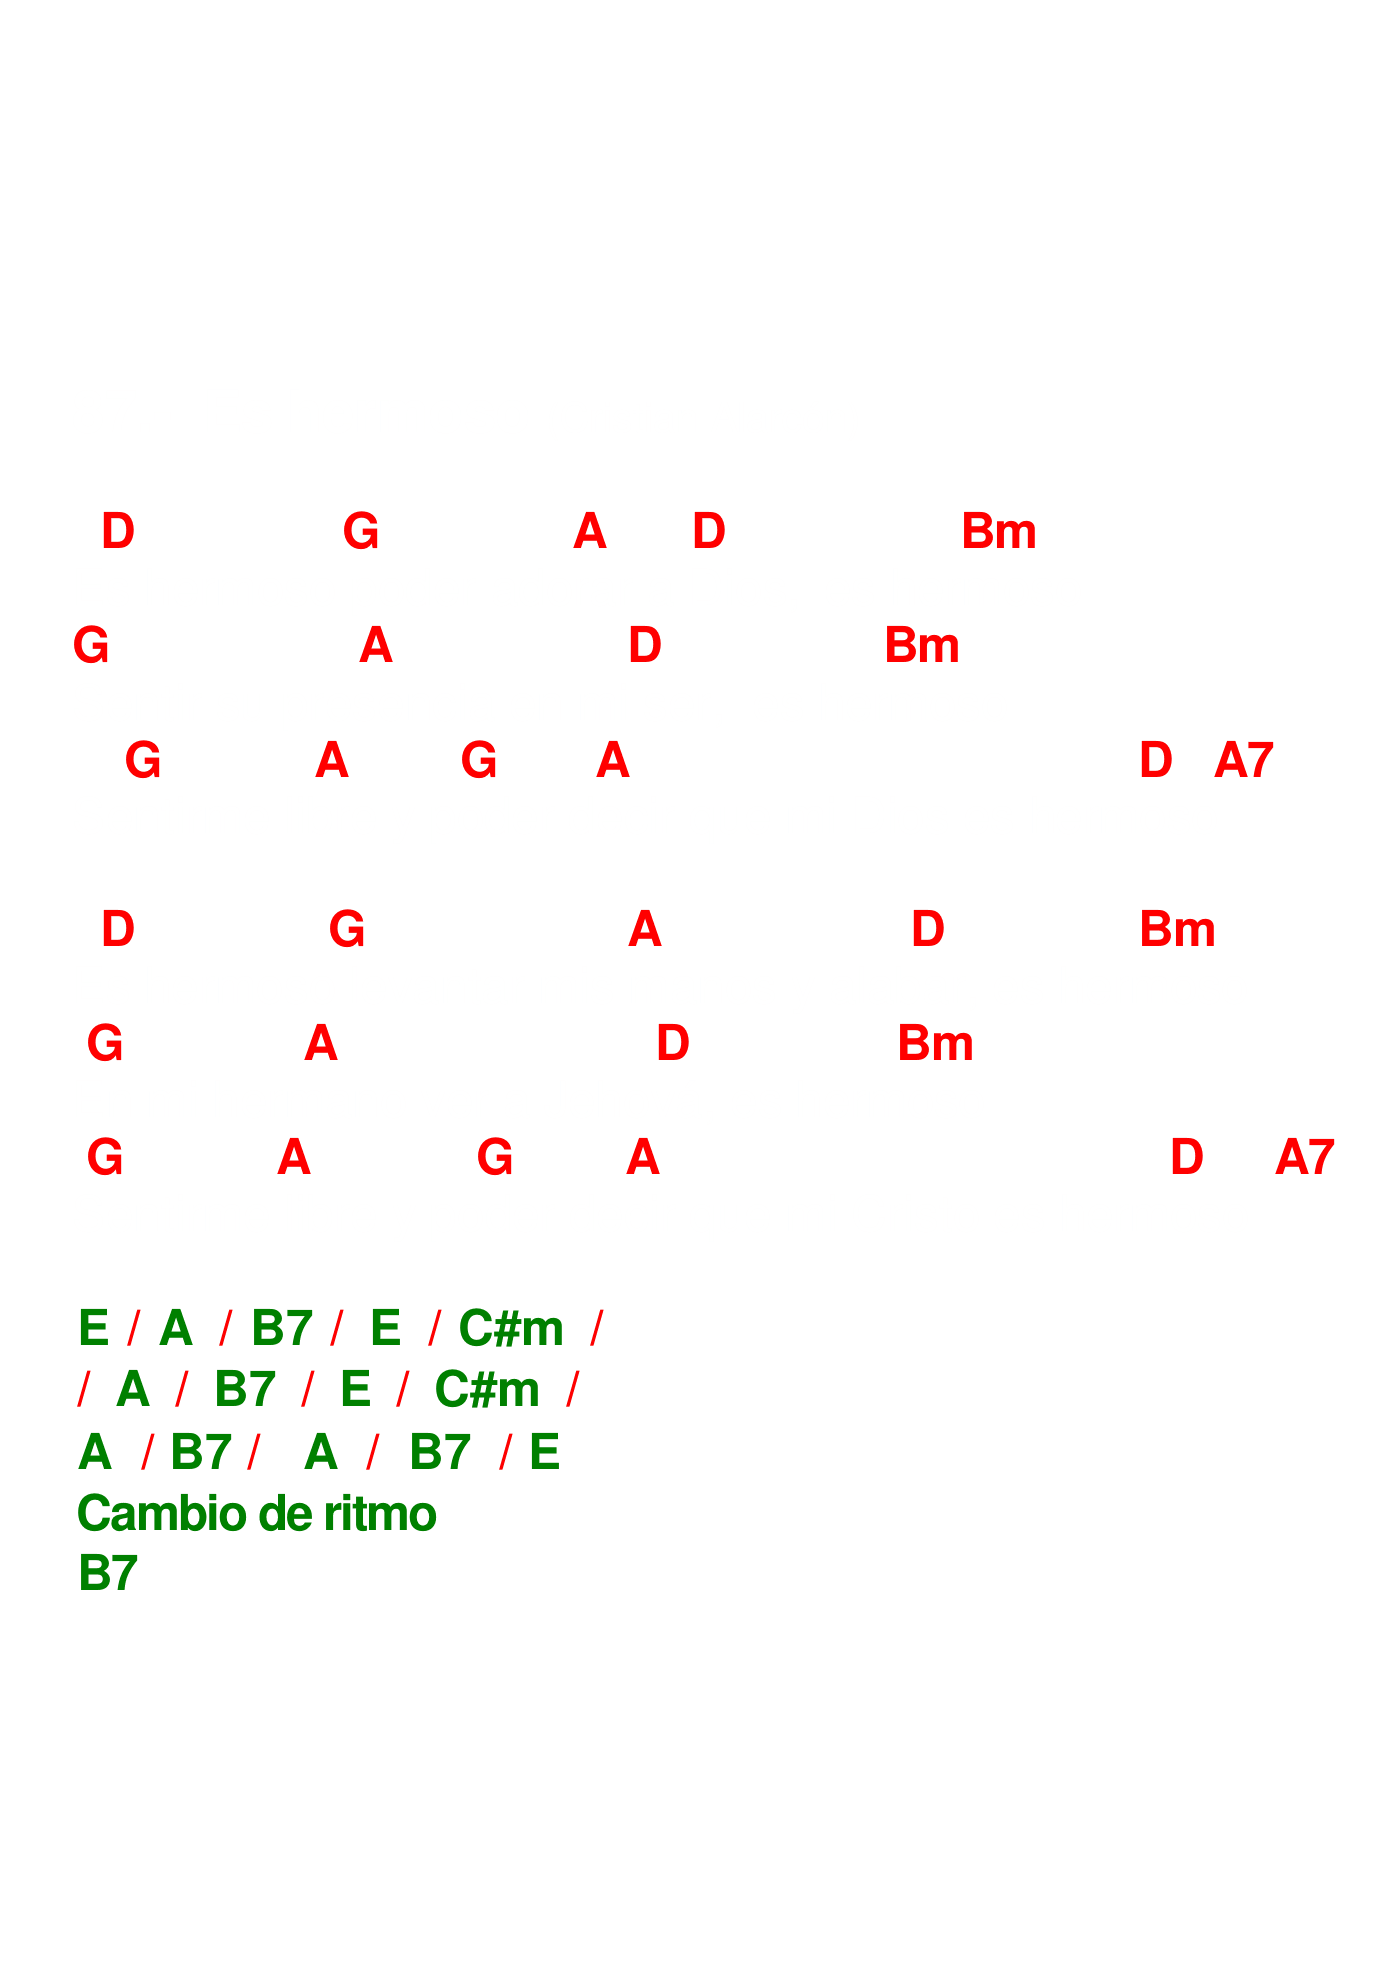 D G A D Bm
G A D Bm
G A G A D A7
D G A D Bm
G A D Bm
G A G A D A7
E / A / B7 / E / C#m /
/ A / B7 / E / C#m /
A / B7 / A / B7 / E
Cambio de ritmo
B7